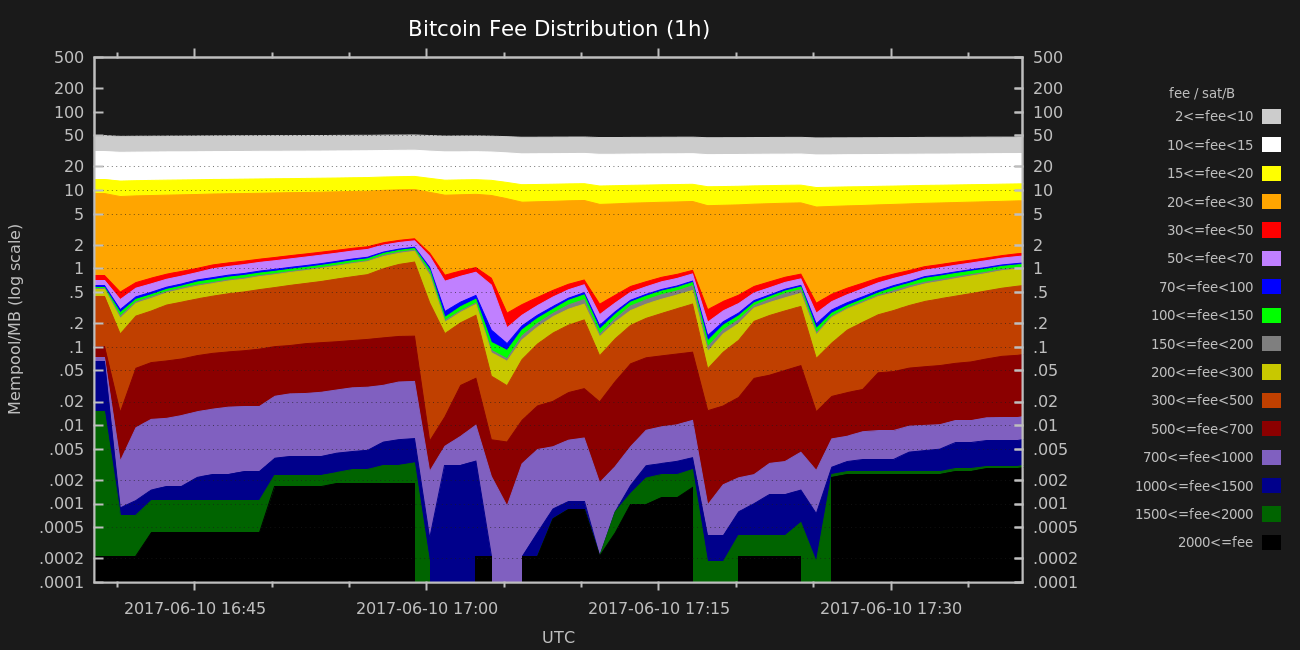 Bitcoin Fee Distribution (1h)
Mempool/MB (log scale)
500
200
100
50
20
10
5
2
1
.5
.2
.1
.05
.02
.01
.005
.002
.001
.0005
.0002
.0001
500
200
100
50
20
10
5
2
1
.5
.2
.1
.05
.02
.01
.005
.002
.001
.0005
.0002
.0001
2017-06-10 16:45
2017-06-10 17:00
2017-06-10 17:15
2017-06-10 17:30
UTC
fee / sat/B
2<=fee<10
10<=fee<15
15<=fee<20
20<=fee<30
30<=fee<50
50<=fee<70
70<=fee<100
100<=fee<150
150<=fee<200
200<=fee<300
300<=fee<500
500<=fee<700
700<=fee<1000
1000<=fee<1500
1500<=fee<2000
2000<=fee